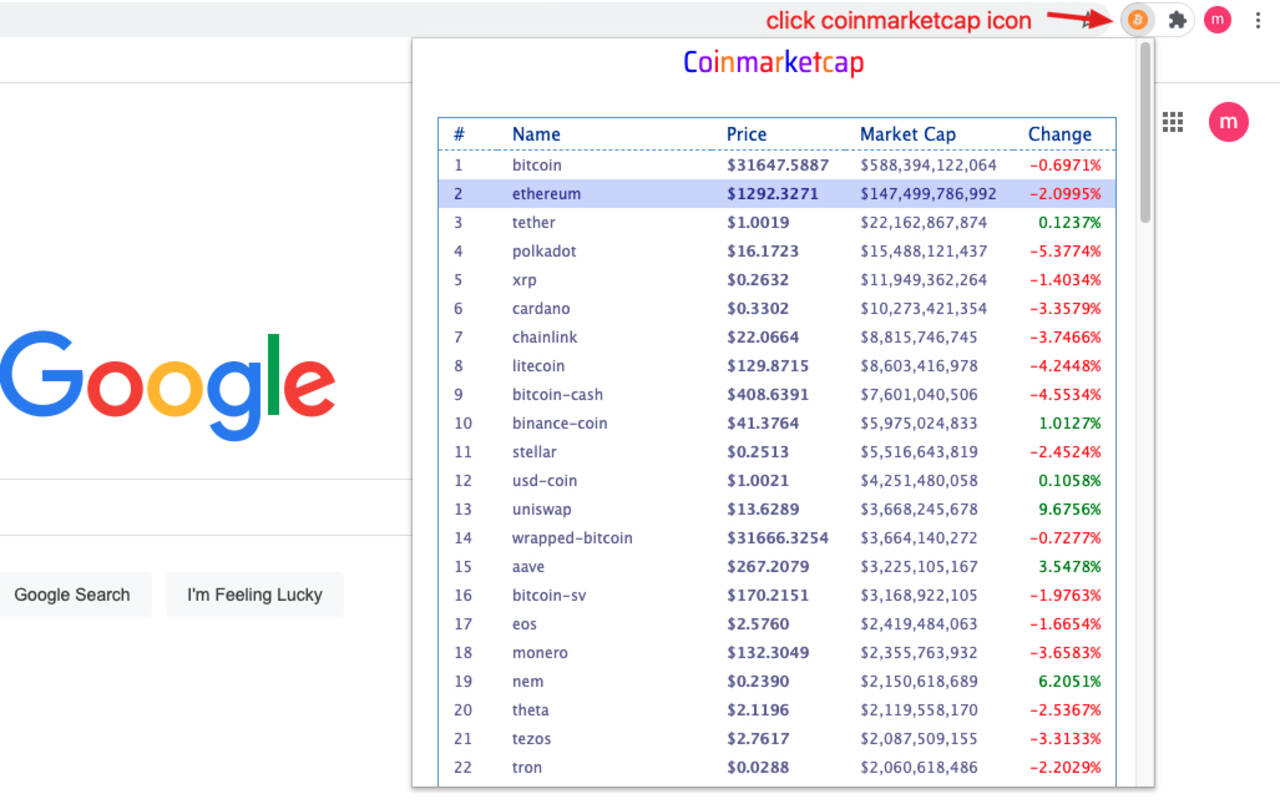 click coinmarketcap icon
m
Coinmarketcap
m
# Name Price Market Cap Change
1 bitcoin $31647.5887 $588,394,122,064 -0.6971%
2 ethereum $1292.3271 $147,499,786,992 -2.0995%
3 tether $1.0019 $22,162,867,874 0.1237%
4 polkadot $16.1723 $15,488,121,437 -5.3774%
5 xrp $0.2632 $11,949,362,264 -1.4034%
6 cardano $0.3302 $10,273,421,354 -3.3579%
7 chainlink $22.0664 $8,815,746,745 -3.7466%
8 litecoin $129.8715 $8,603,416,978 -4.2448%
9 bitcoin-cash $408.6391 $7,601,040,506 -4.5534%
10 binance-coin $41.3764 $5,975,024,833 1.0127%
11 stellar $0.2513 $5,516,643,819 -2.4524%
12 usd-coin $1.0021 $4,251,480,058 0.1058%
13 uniswap $13.6289 $3,668,245,678 9.6756%
14 wrapped-bitcoin $31666.3254 $3,664,140,272 -0.7277%
15 aave $267.2079 $3,225,105,167 3.5478%
16 bitcoin-sv $170.2151 $3,168,922,105 -1.9763%
17 eos $2.5760 $2,419,484,063 -1.6654%
18 monero $132.3049 $2,355,763,932 -3.6583%
19 nem $0.2390 $2,150,618,689 6.2051%
20 theta $2.1196 $2,119,558,170 -2.5367%
21 tezos $2.7617 $2,087,509,155 -3.3133%
22 tron $0.0288 $2,060,618,486 -2.2029%
Google
Google Search
I'm Feeling Lucky